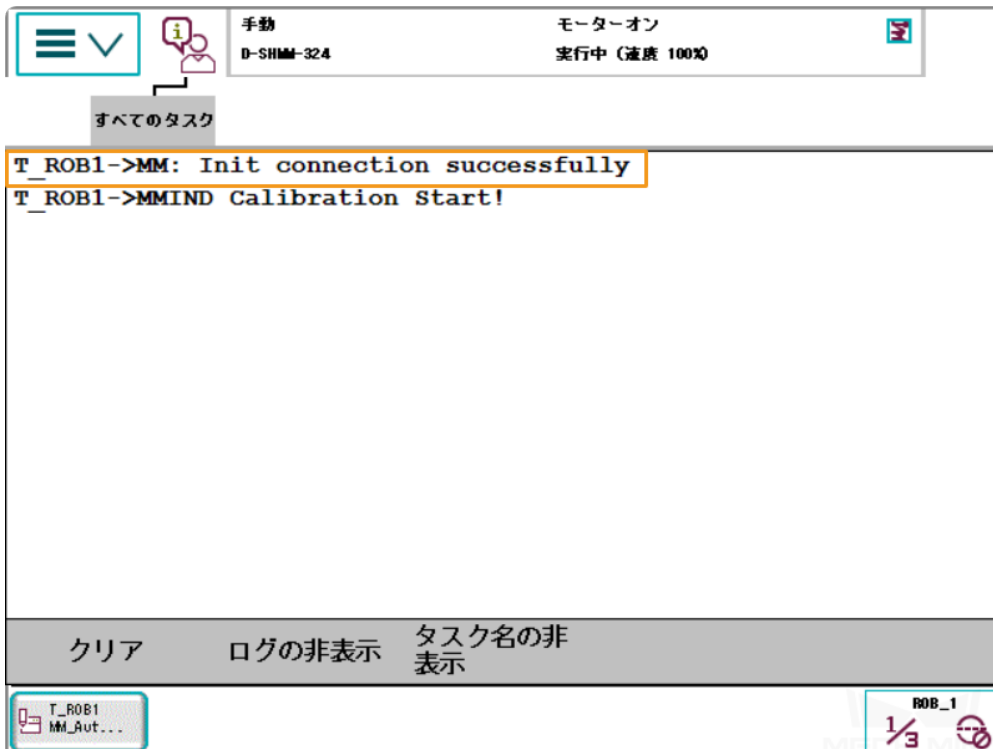 手動
D-SHMM-324
モーターオン
実行中 (速度 100%)
すべてのタスク
T_ROB1->MM: Init connection successfully
T_ROB1->MMIND Calibration Start!
クリア
ログの非表示
タスク名の非
表示
T_ROB1
MM_Aut...
ROB_1
1/3